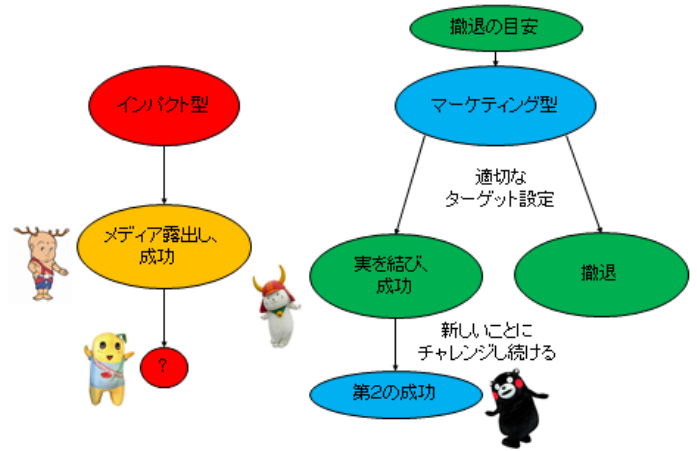 撤退の目安
インパクト型
マーケティング型
適切な
ターゲット設定
メディア露出し、
成功
実を結び、
成功
撤退
新しいことに
チャレンジし続ける
?
第2の成功